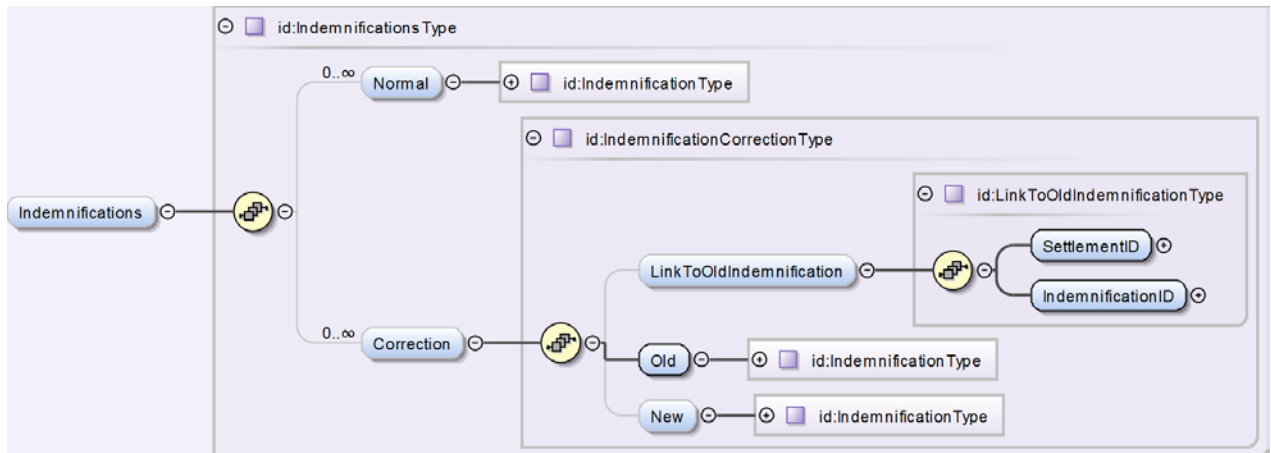 id:IndemnificationsType
0..∞
Normal
id:IndemnificationType
id:IndemnificationCorrectionType
Indemnifications
id:LinkToOldIndemnificationType
SettlementID
LinkToOldIndemnification
IndemnificationID
0..∞
Correction
Old
id:IndemnificationType
New
id:IndemnificationType